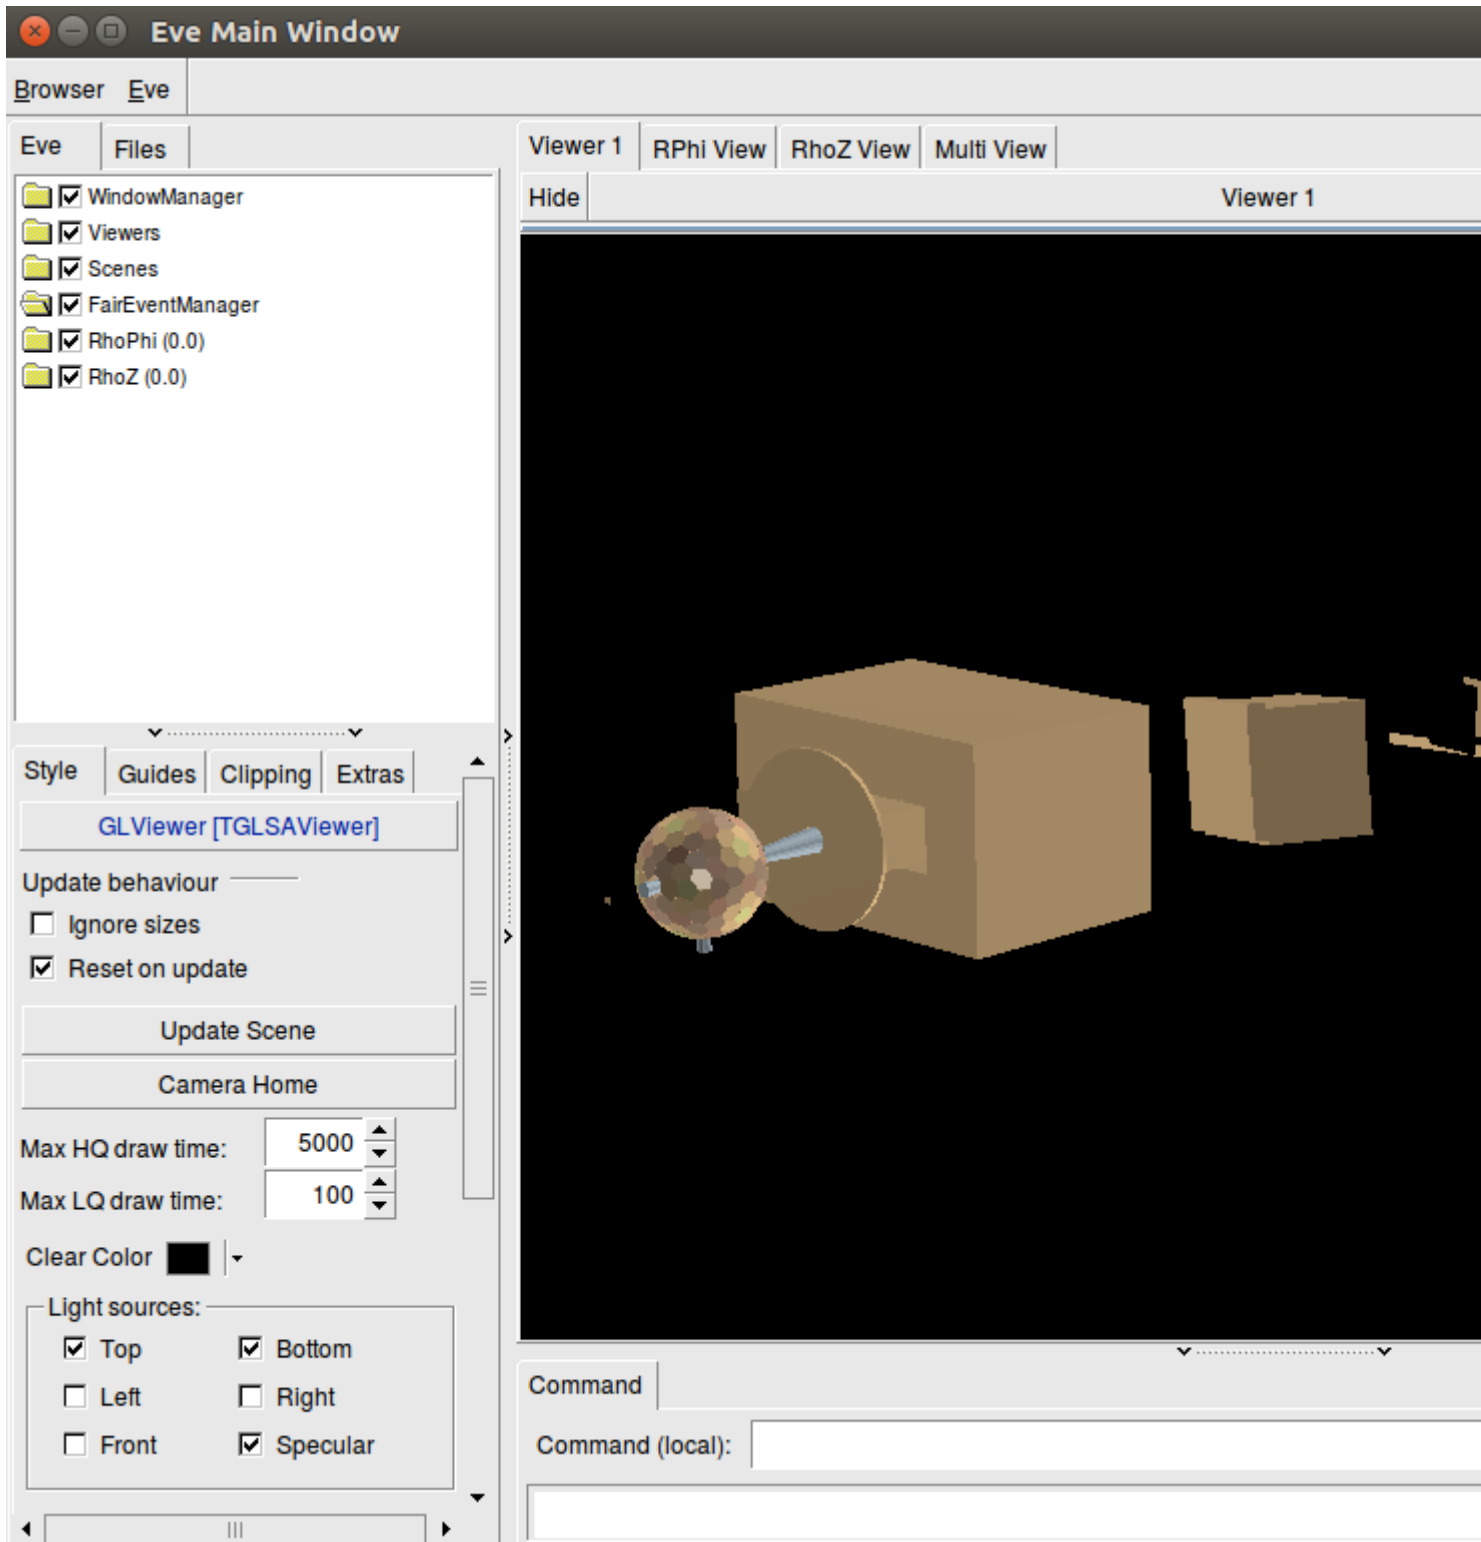 Eve Main Window
Browser Eve
Eve Files
WindowManager
Viewers
Scenes
FairEventManager
RhoPhi (0.0)
RhoZ (0.0)
Style Guides Clipping Extras
GLViewer [TGLSAViewer]
Update behaviour
Ignore sizes
Reset on update
Update Scene
Camera Home
Max HQ draw time: 5000
Max LQ draw time: 100
Clear Color
Light sources:
Top Bottom
Left Right
Front Specular
Viewer 1 RPhi View RhoZ View Multi View
Hide Viewer 1
Command
Command (local):